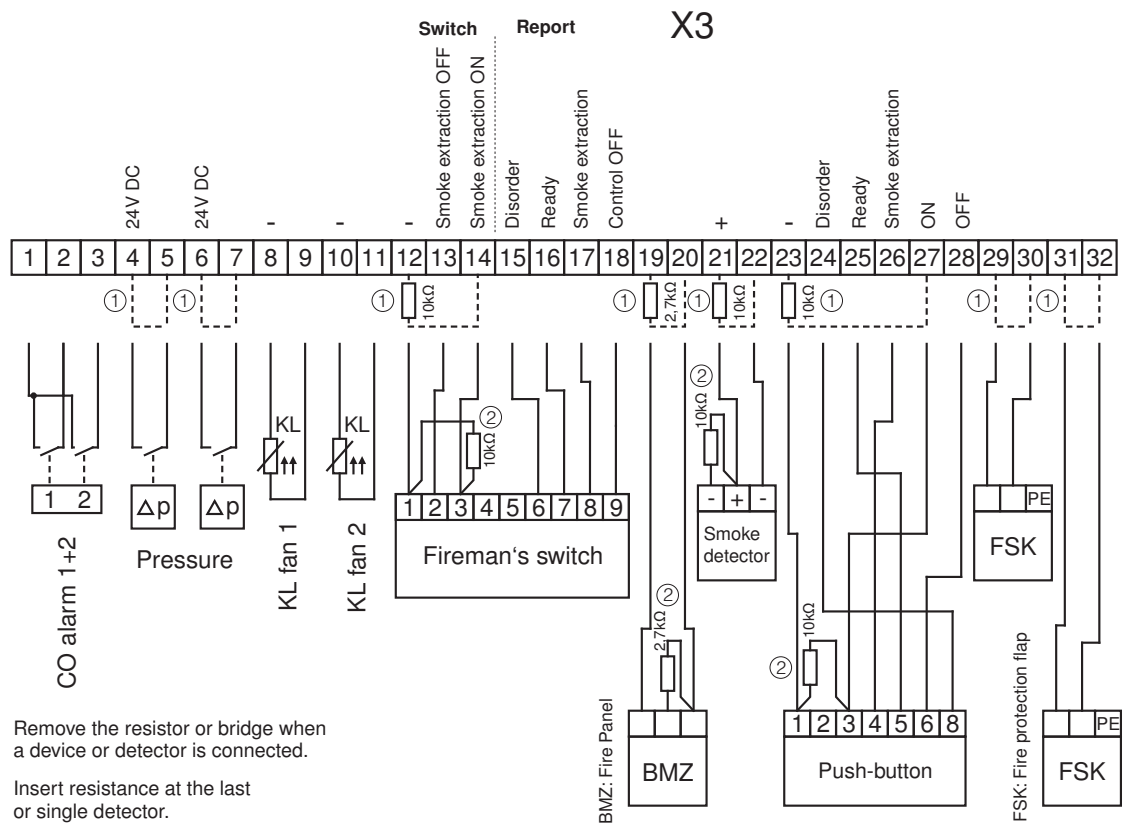 X3
Switch
Report
24V DC
24V DC
-
-
-
Smoke extraction OFF
Smoke extraction ON
Disorder
Ready
Smoke extraction
Control OFF
+
-
Disorder
Ready
Smoke extraction
ON
OFF
1 2 3 4 5 6 7 8 9 10 11 12 13 14 15 16 17 18 19 20 21 22 23 24 25 26 27 28 29 30 31 32
① ① ① 10kΩ ① 2,7kΩ ① 10kΩ 10kΩ ① ① ①
KL
KL
② 10kΩ
② 10kΩ
1 2
Δp
Δp
1 2 3 4 5 6 7 8 9
- + -
PE
CO alarm 1+2
Pressure
KL fan 1
KL fan 2
Fireman's switch
Smoke
detector
FSK
② 2,7kΩ
② 10kΩ
BMZ: Fire Panel
BMZ
1 2 3 4 5 6 8
Push-button
FSK: Fire protection flap
PE
FSK
Remove the resistor or bridge when
a device or detector is connected.
Insert resistance at the last
or single detector.